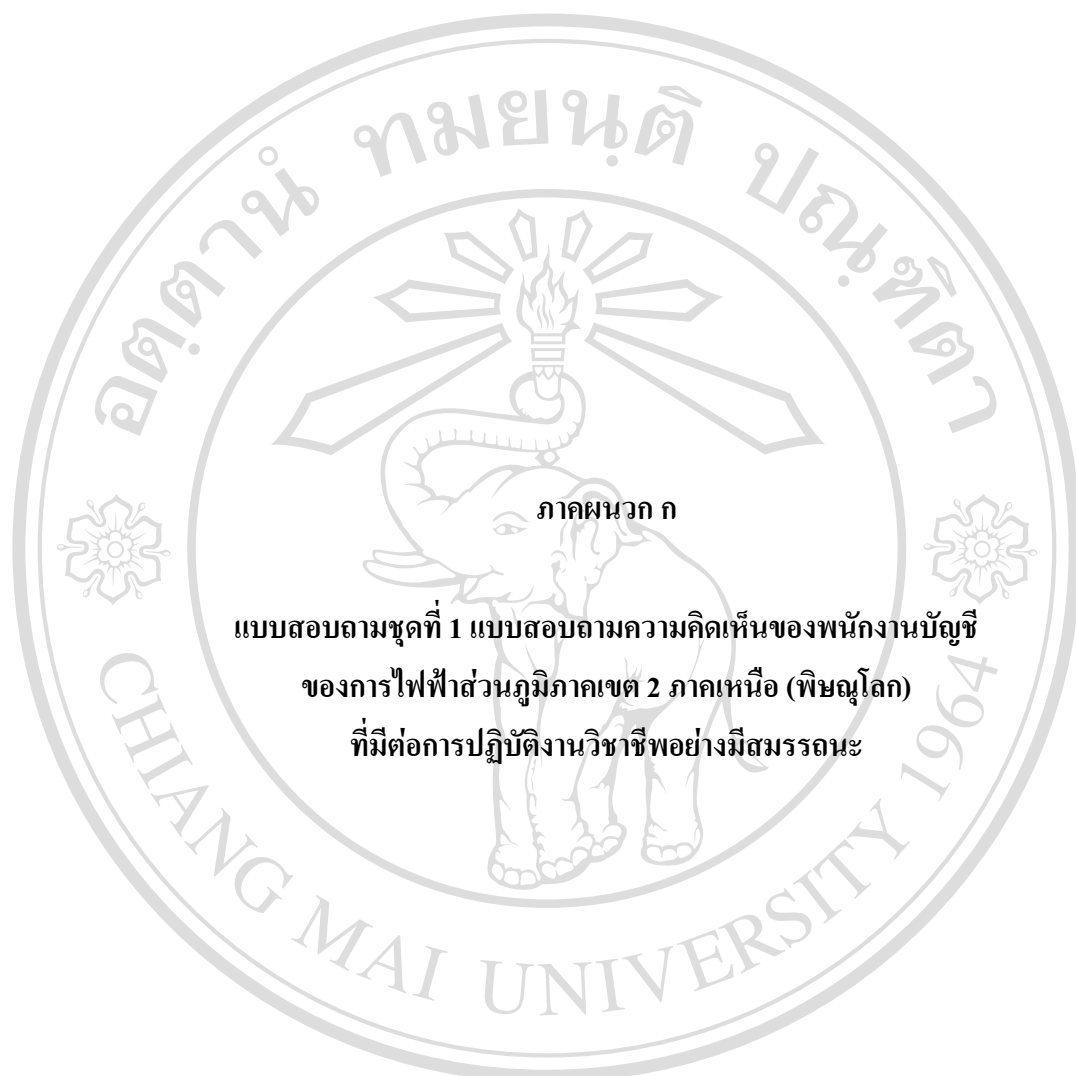 อตฺตานํ ทมยนฺติ ปณฺฑิตา
ภาคผนวก ก
แบบสอบถามชุดที่ 1 แบบสอบถามความคิดเห็นของพนักงานบัญชี
ของการไฟฟ้าส่วนภูมิภาคเขต 2 ภาคเหนือ (พิษณุโลก)
ที่มีต่อการปฏิบัติงานวิชาชีพอย่างมีสมรรถนะ
CHIANG MAI UNIVERSITY 1964